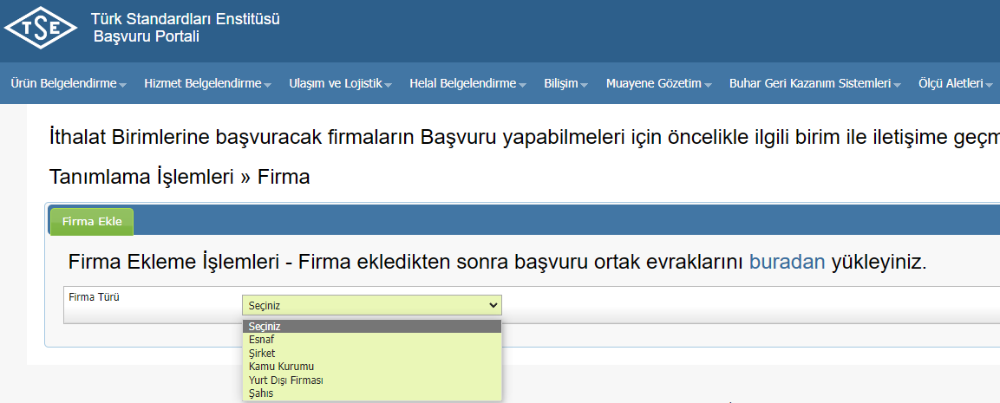 TSE
Türk Standardları Enstitüsü
Başvuru Portali
Ürün Belgelendirme Hizmet Belgelendirme Ulaşım ve Lojistik Helal Belgelendirme Bilişim Muayene Gözetim Buhar Geri Kazanım Sistemleri Ölçü Aletleri
İthalat Birimlerine başvuracak firmaların Başvuru yapabilmeleri için öncelikle ilgili birim ile iletişime geçm
Tanımlama İşlemleri » Firma
Firma Ekle
Firma Ekleme İşlemleri - Firma ekledikten sonra başvuru ortak evraklarını buradan yükleyiniz.
Firma Türü
Seçiniz
Seçiniz
Esnaf
Şirket
Kamu Kurumu
Yurt Dışı Firması
Şahıs